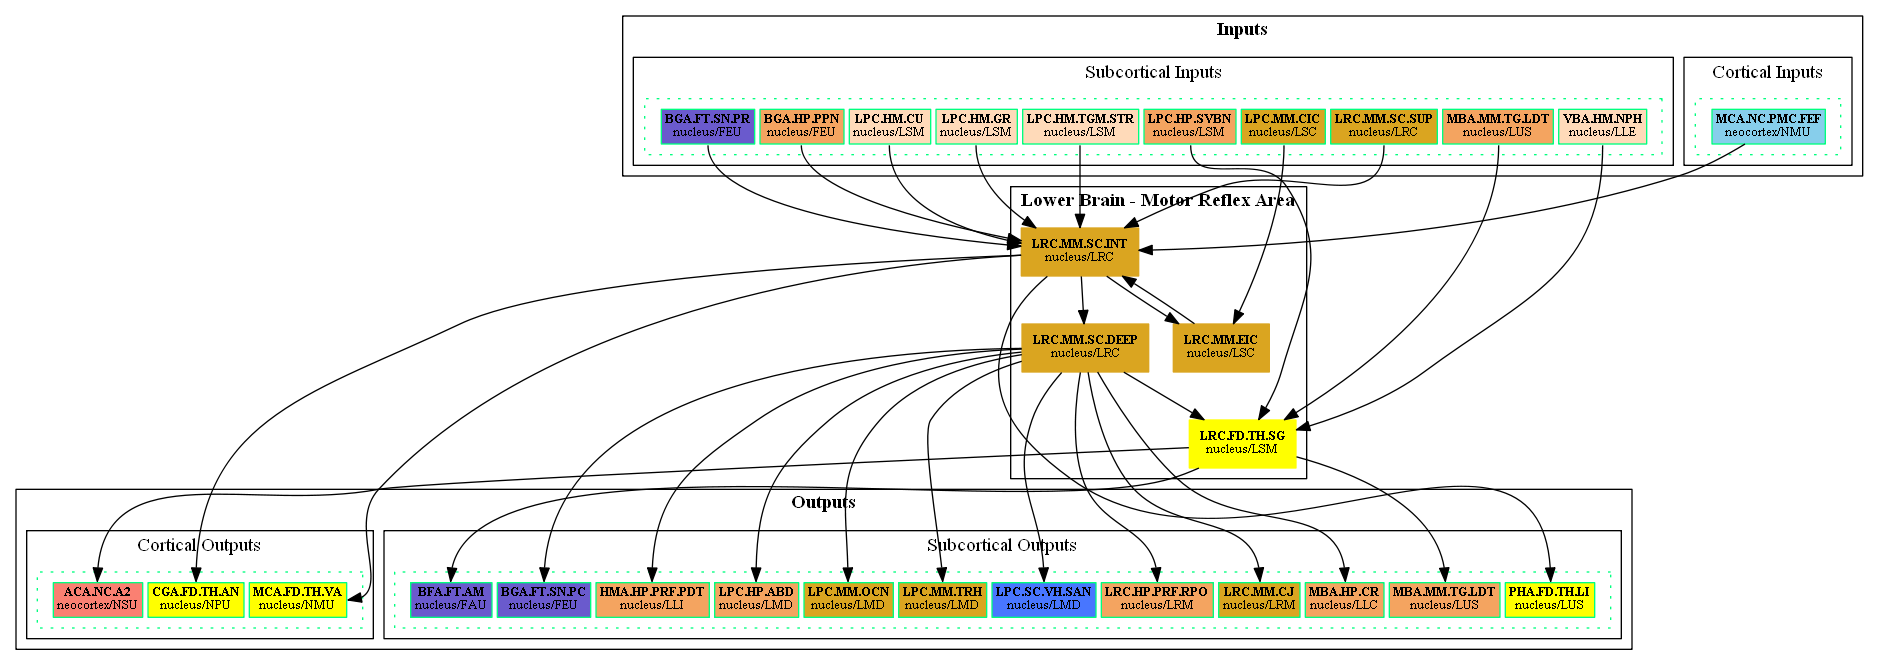 Inputs
Subcortical Inputs
Cortical Inputs
BGA.FT.SN.PR
nucleus/FEU
BGA.HP.PPN
nucleus/FEU
LPC.HM.CU
nucleus/LSM
LPC.HM.GR
nucleus/LSM
LPC.HM.TGM.STR
nucleus/LSM
LPC.HP.SVBN
nucleus/LSM
LPC.MM.CIC
nucleus/LSC
LRC.MM.SC.SUP
nucleus/LRC
MBA.MM.TG.LDT
nucleus/LUS
VBA.HM.NPH
nucleus/LLE
MCA.NC.PMC.FEF
neocortex/NMU
Lower Brain - Motor Reflex Area
LRC.MM.SC.INT
nucleus/LRC
LRC.MM.SC.DEEP
nucleus/LRC
LRC.MM.EIC
nucleus/LSC
LRC.FD.TH.SG
nucleus/LSM
Outputs
Cortical Outputs
Subcortical Outputs
ACA.NC.A2
neocortex/NSU
CGA.FD.TH.AN
nucleus/NPU
MCA.FD.TH.VA
nucleus/NMU
BFA.FT.AM
nucleus/FAU
BGA.FT.SN.PC
nucleus/FEU
HMA.HP.PRF.PDT
nucleus/LLI
LPC.HP.ABD
nucleus/LMD
LPC.MM.OCN
nucleus/LMD
LPC.MM.TRH
nucleus/LMD
LPC.SC.VH.SAN
nucleus/LMD
LRC.HP.PRF.RPO
nucleus/LRM
LRC.MM.CJ
nucleus/LRM
MBA.HP.CR
nucleus/LLC
MBA.MM.TG.LDT
nucleus/LUS
PHA.FD.TH.LI
nucleus/LUS